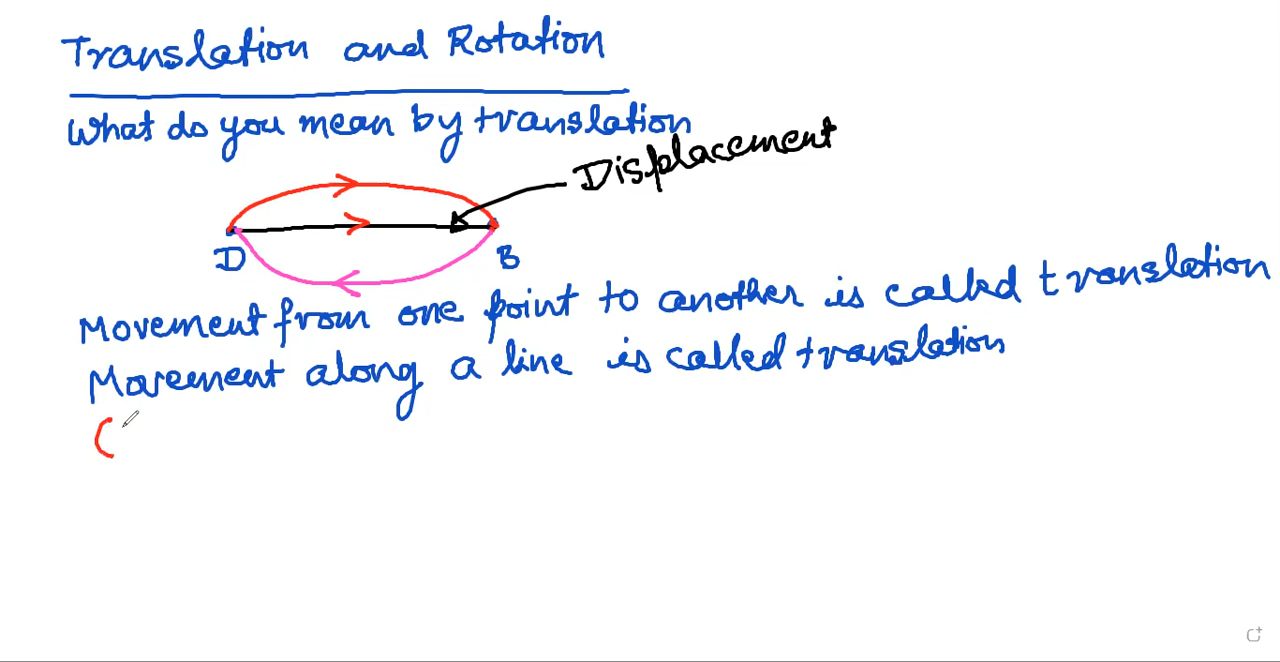 Translation and Rotation
What do you mean by translation
Displacement
D B
Movement from one point to another is called translation
Movement along a line is called translation
(